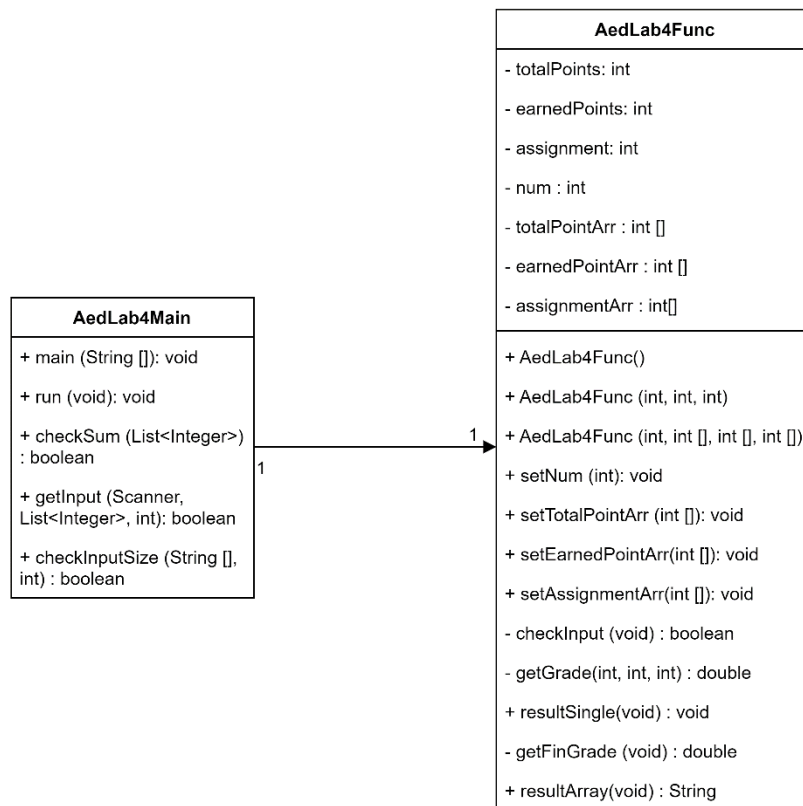 AedLab4Func
- totalPoints: int
- earnedPoints: int
- assignment: int
- num : int
- totalPointArr : int []
- earnedPointArr : int []
- assignmentArr : int[]
+ AedLab4Func()
+ AedLab4Func (int, int, int)
+ AedLab4Func (int, int [], int [], int [])
+ setNum (int): void
+ setTotalPointArr (int []): void
+ setEarnedPointArr(int []): void
+ setAssignmentArr(int []): void
- checkInput (void) : boolean
- getGrade(int, int, int) : double
+ resultSingle(void) : void
- getFinGrade (void) : double
+ resultArray(void) : String
AedLab4Main
+ main (String []): void
+ run (void): void
+ checkSum (List<Integer>)
: boolean
+ getInput (Scanner,
List<Integer>, int): boolean
+ checkInputSize (String [],
int) : boolean
1
1